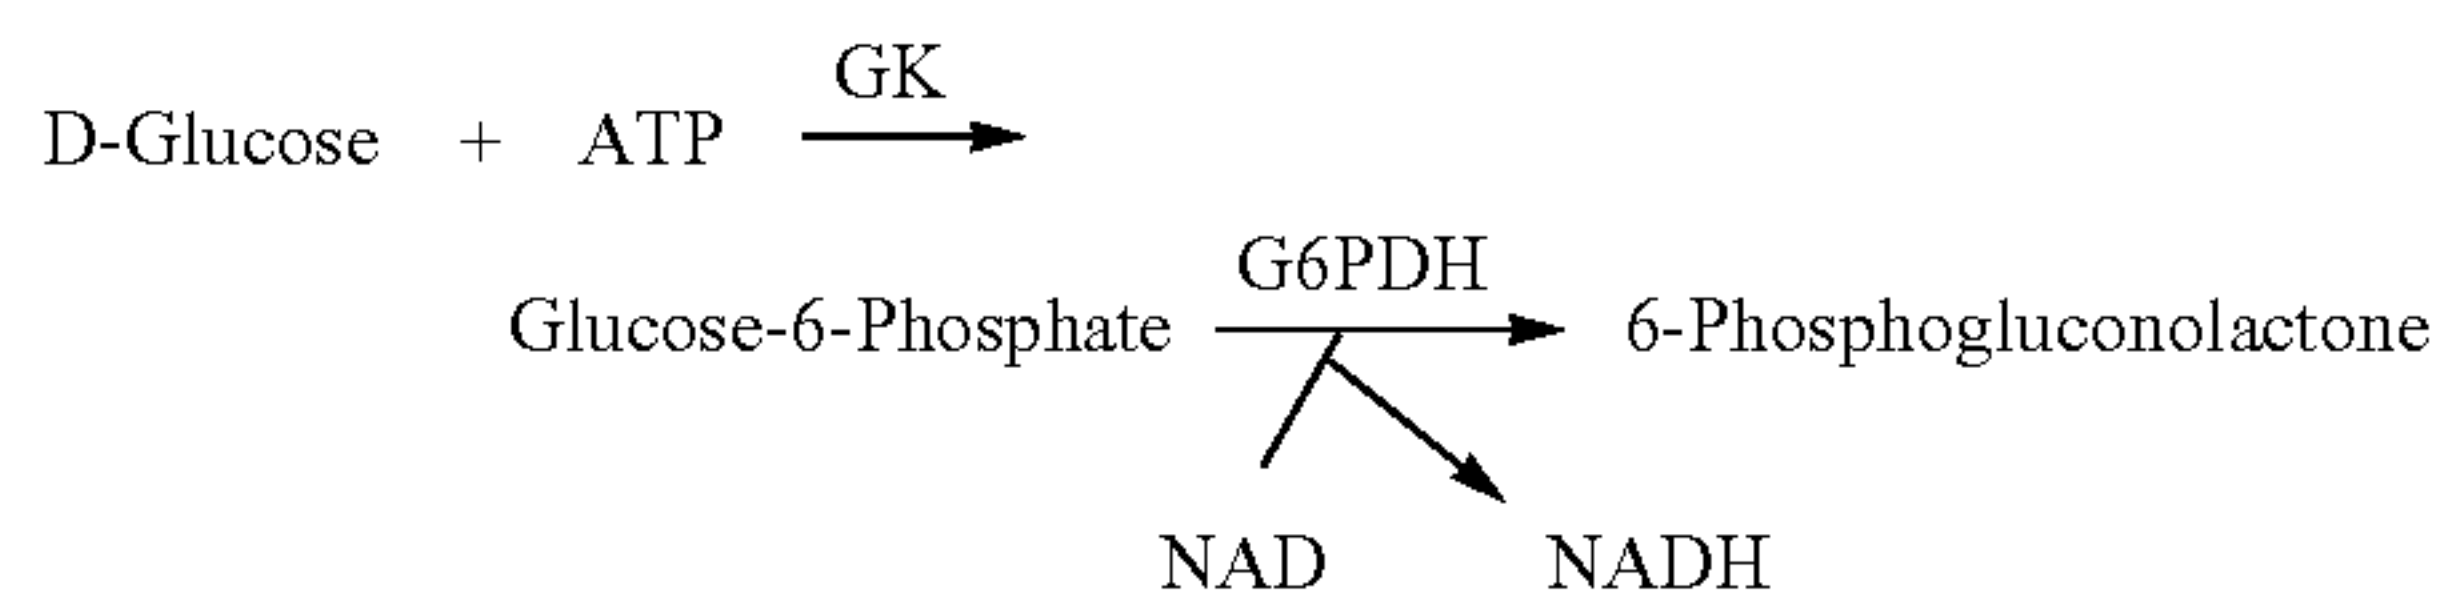 GK
D-Glucose + ATP
G6PDH
Glucose-6-Phosphate 6-Phosphogluconolactone
NAD NADH